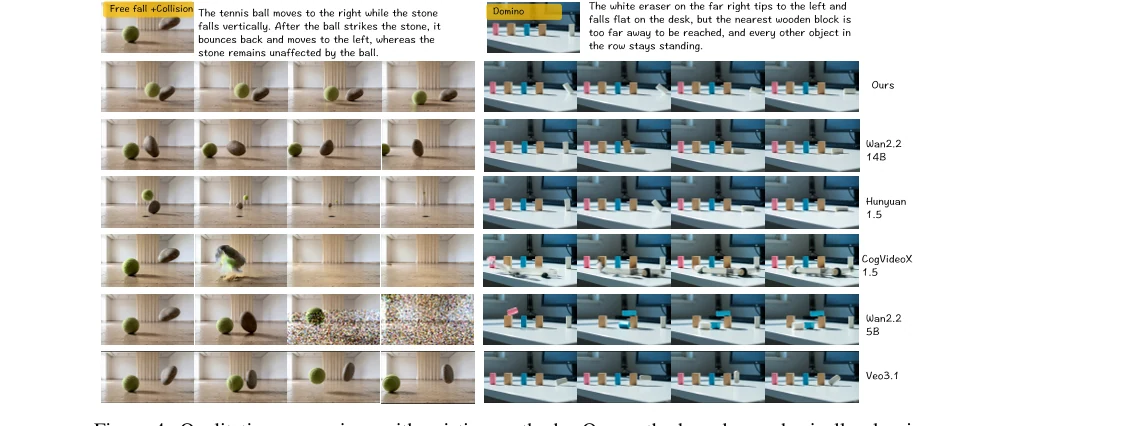 Free fall +Collision
The tennis ball moves to the right while the stone
falls vertically. After the ball strikes the stone, it
bounces back and moves to the left, whereas the
stone remains unaffected by the ball.
Domino
The white eraser on the far right tips to the left and
falls flat on the desk, but the nearest wooden block is
too far away to be reached, and every other object in
the row stays standing.
Ours
Wan2.2
14B
Hunyuan
1.5
CogVideoX
1.5
Wan2.2
5B
Veo3.1